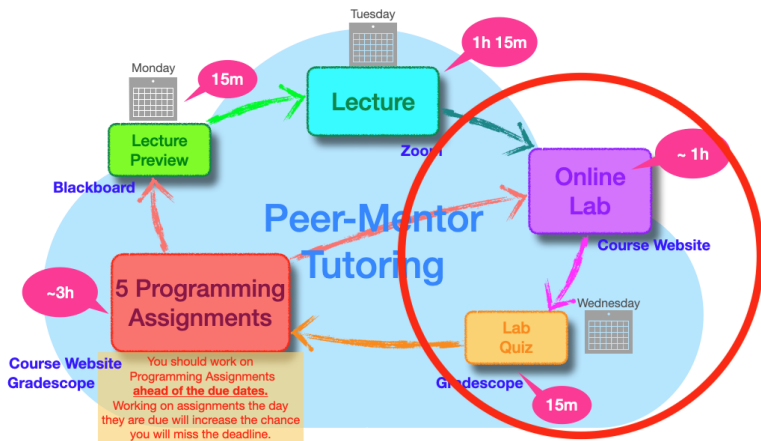 Tuesday
1h 15m
Monday
15m
Lecture
Lecture
Preview
Zoom
~ 1h
Blackboard
Online
Lab
Peer-Mentor
Tutoring
Course Website
~3h
5 Programming
Assignments
Wednesday
Lab
Quiz
Course Website
Gradescope
You should work on
Programming Assignments
ahead of the due dates.
Working on assignments the day
they are due will increase the chance
you will miss the deadline.
Gradescope
15m